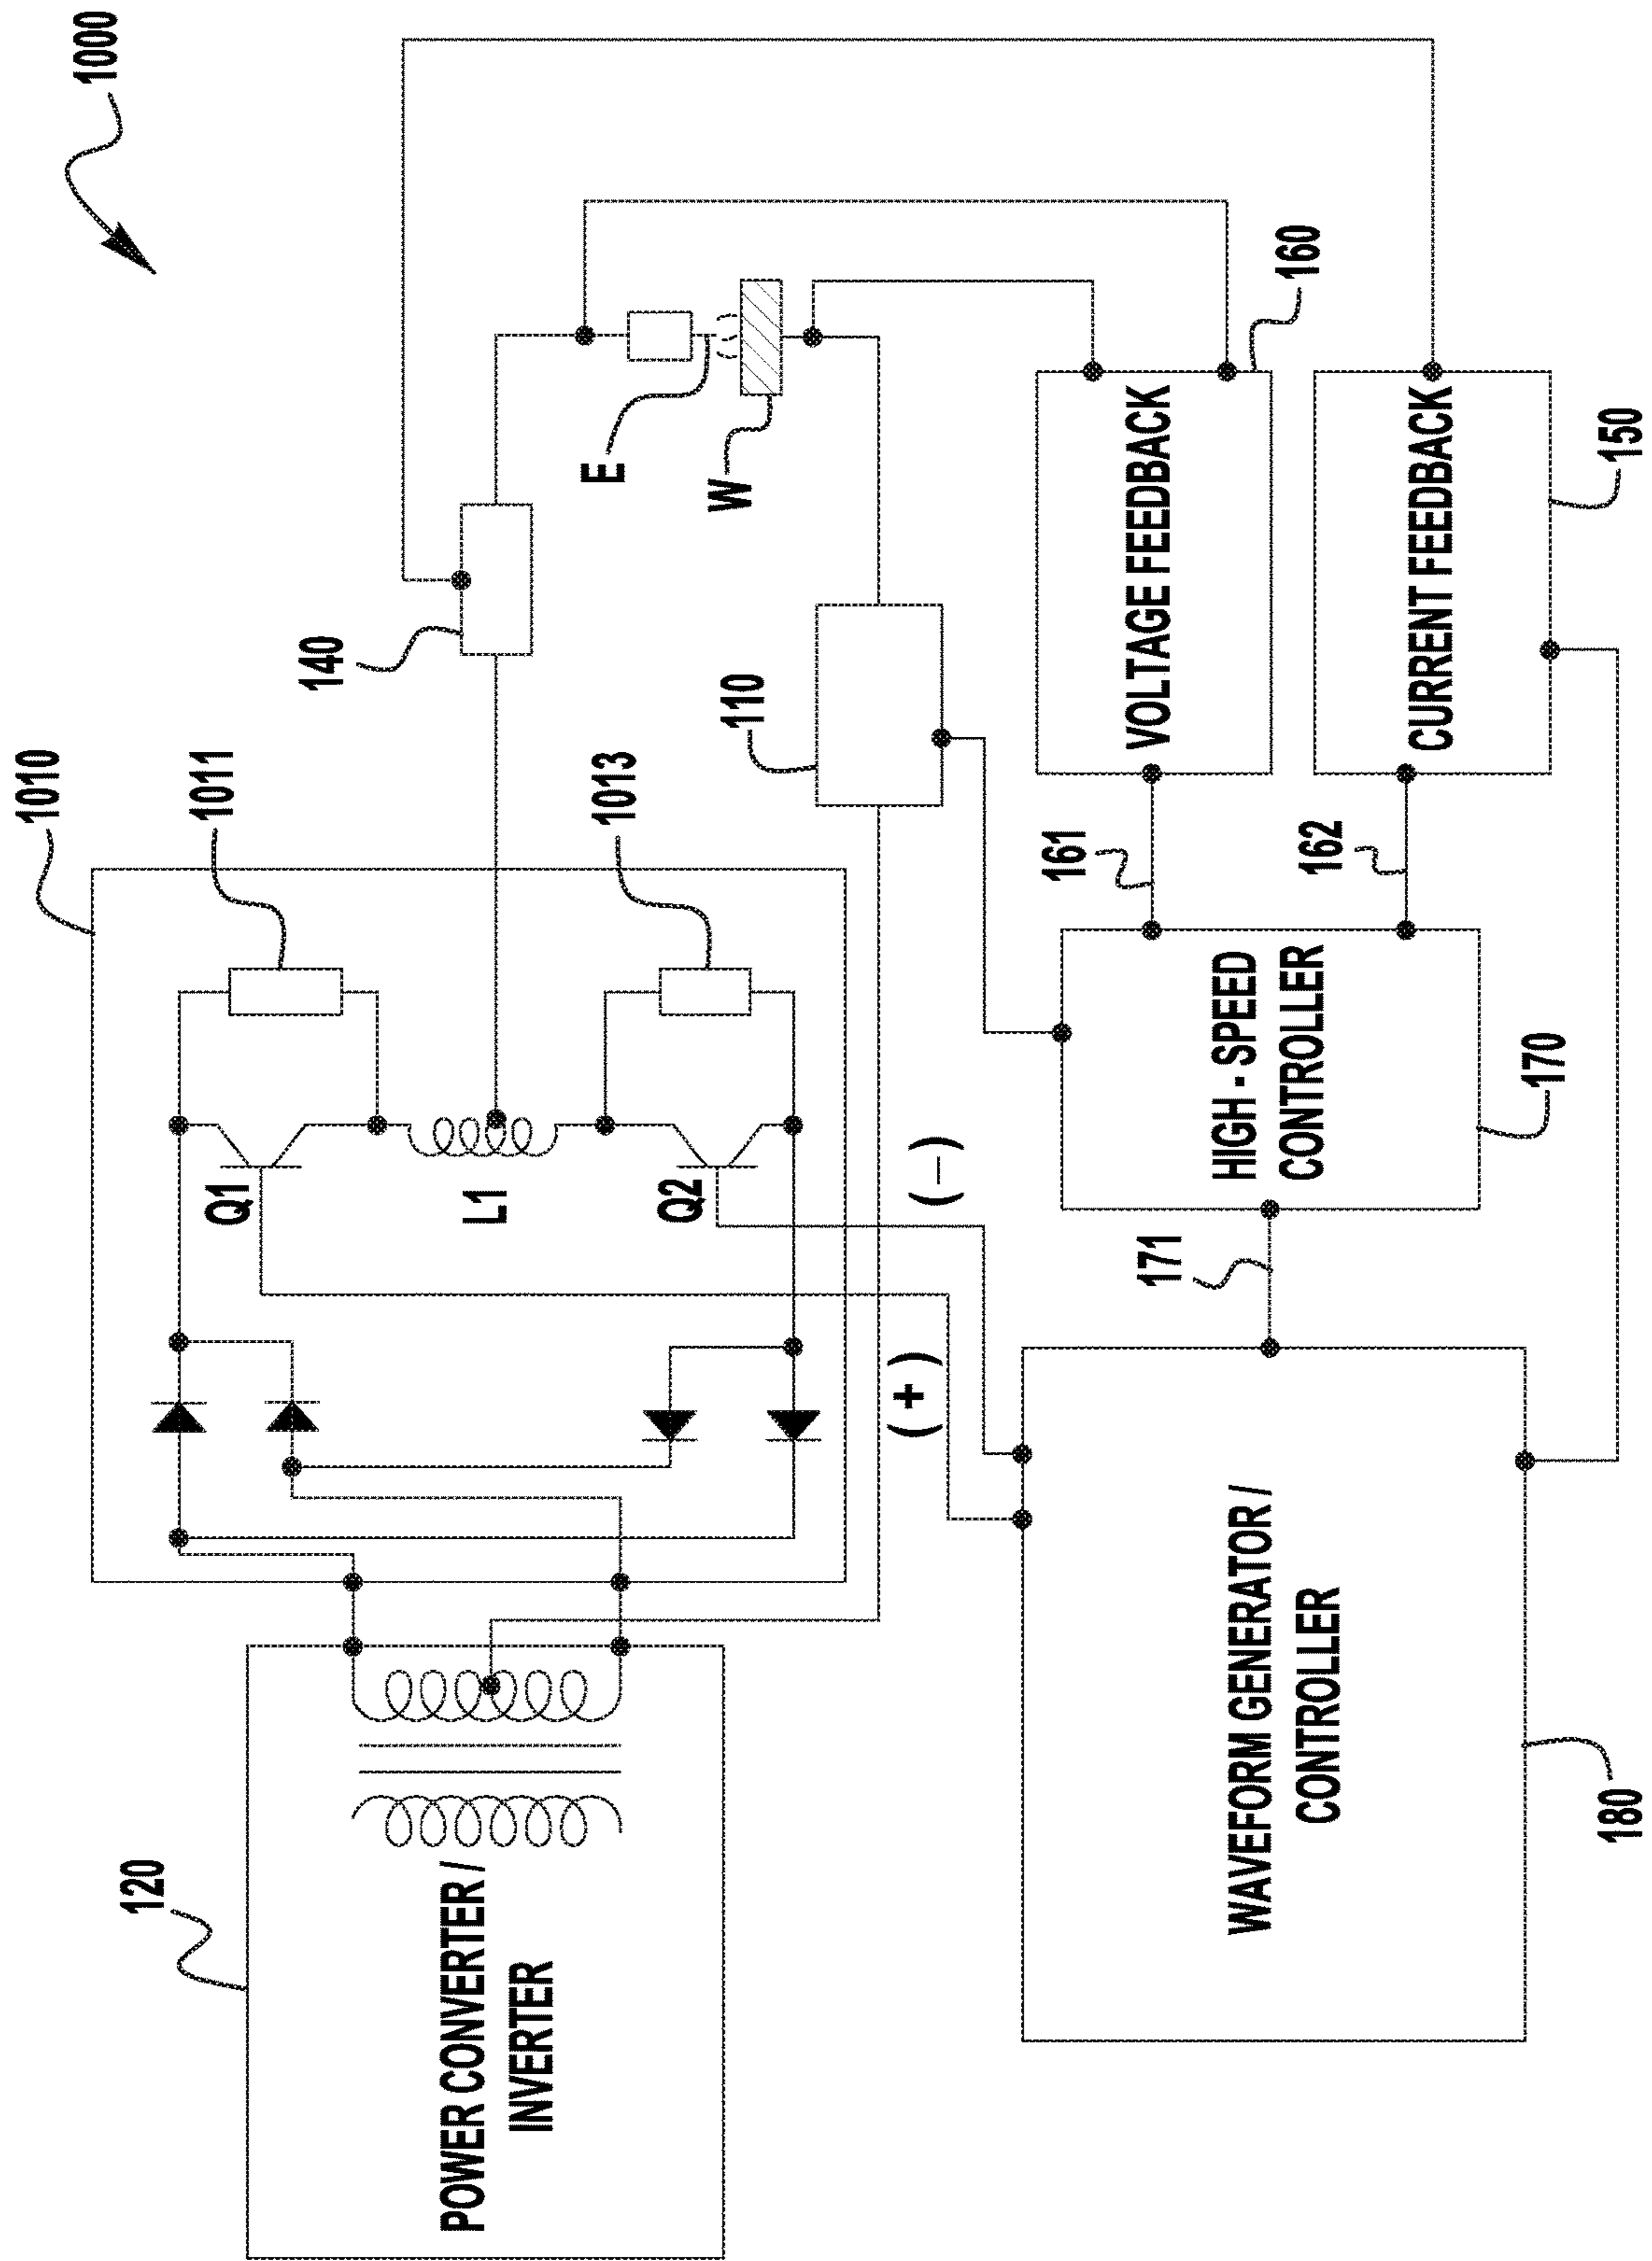 1000
1010
1011
1013
140
E
W
110
120
POWER CONVERTER /
INVERTER
Q1
L1
Q2
( + )
( – )
160
VOLTAGE FEEDBACK
161
CURRENT FEEDBACK
150
162
HIGH - SPEED
CONTROLLER
170
171
WAVEFORM GENERATOR /
CONTROLLER
180